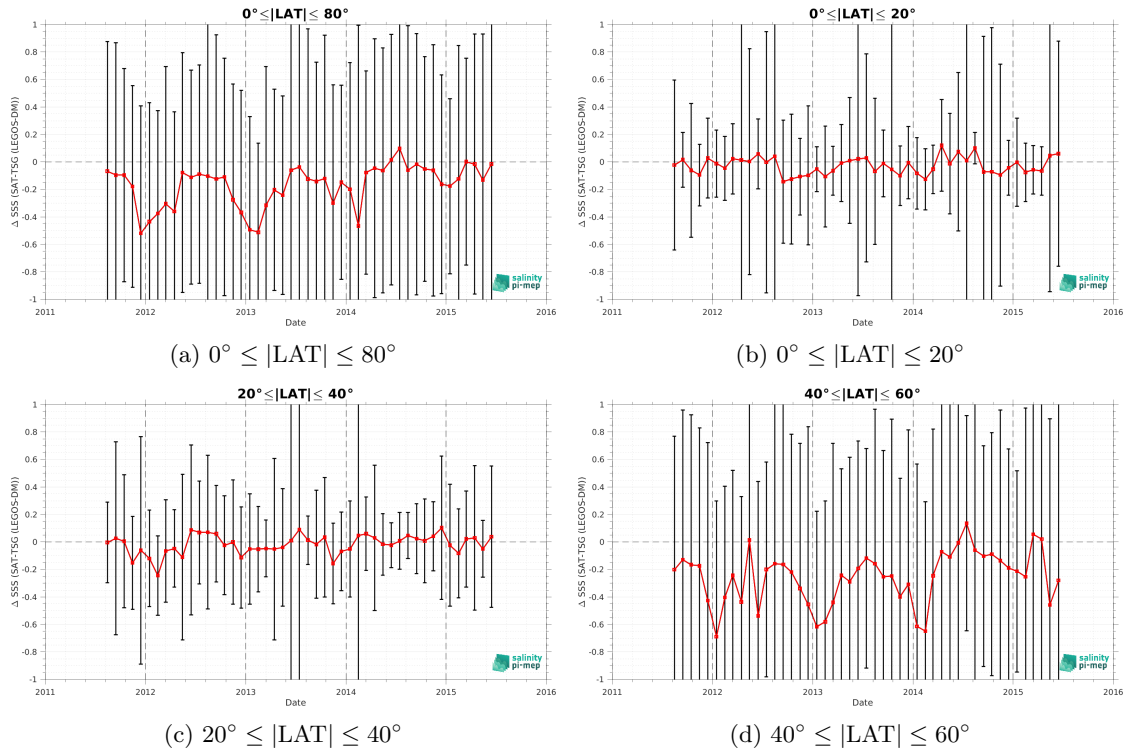 0°≤|LAT|≤ 80°
Δ SSS (SAT-TSG (LEGOS-DM))
1
0.8
0.6
0.4
0.2
0
-0.2
-0.4
-0.6
-0.8
-1
2011
2012
2013
2014
2015
2016
Date
salinity
pi-mep
(a) 0° ≤ |LAT| ≤ 80°
0°≤|LAT|≤ 20°
Δ SSS (SAT-TSG (LEGOS-DM))
1
0.8
0.6
0.4
0.2
0
-0.2
-0.4
-0.6
-0.8
-1
2011
2012
2013
2014
2015
2016
Date
salinity
pi-mep
(b) 0° ≤ |LAT| ≤ 20°
20°≤|LAT|≤ 40°
Δ SSS (SAT-TSG (LEGOS-DM))
1
0.8
0.6
0.4
0.2
0
-0.2
-0.4
-0.6
-0.8
-1
2011
2012
2013
2014
2015
2016
Date
salinity
pi-mep
(c) 20° ≤ |LAT| ≤ 40°
40°≤|LAT|≤ 60°
Δ SSS (SAT-TSG (LEGOS-DM))
1
0.8
0.6
0.4
0.2
0
-0.2
-0.4
-0.6
-0.8
-1
2011
2012
2013
2014
2015
2016
Date
salinity
pi-mep
(d) 40° ≤ |LAT| ≤ 60°